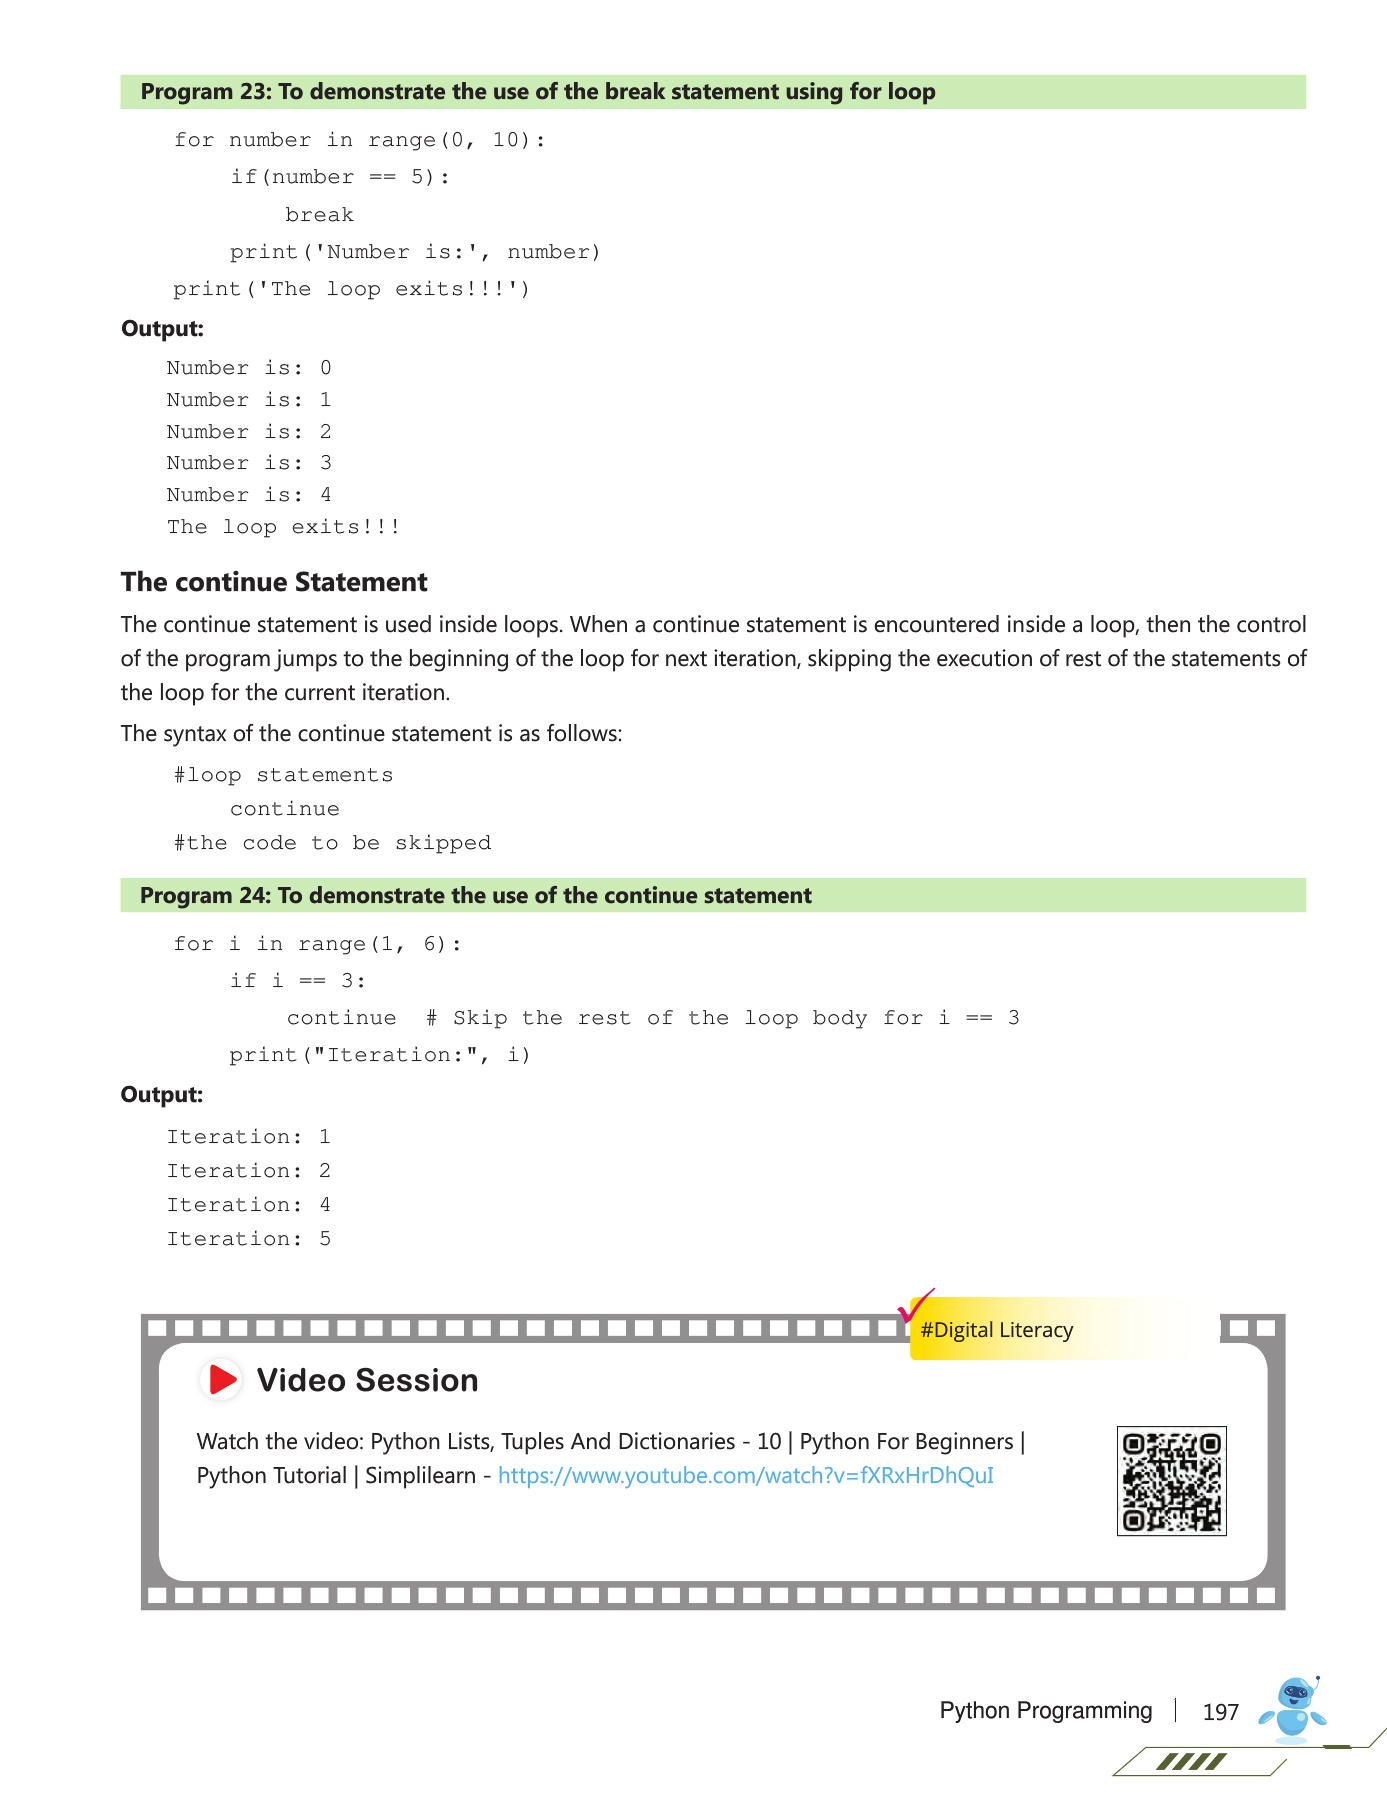 Program 23: To demonstrate the use of the break statement using for loop
for number in range(0, 10):
    if(number == 5):
        break
    print('Number is:', number)
print('The loop exits!!!')
Output:
Number is: 0
Number is: 1
Number is: 2
Number is: 3
Number is: 4
The loop exits!!!
The continue Statement
The continue statement is used inside loops. When a continue statement is encountered inside a loop, then the control
of the program jumps to the beginning of the loop for next iteration, skipping the execution of rest of the statements of
the loop for the current iteration.
The syntax of the continue statement is as follows:
#loop statements
    continue
#the code to be skipped
Program 24: To demonstrate the use of the continue statement
for i in range(1, 6):
    if i == 3:
        continue  # Skip the rest of the loop body for i == 3
    print("Iteration:", i)
Output:
Iteration: 1
Iteration: 2
Iteration: 4
Iteration: 5
#Digital Literacy
Video Session
Watch the video: Python Lists, Tuples And Dictionaries - 10 | Python For Beginners |
Python Tutorial | Simplilearn - https://www.youtube.com/watch?v=fXRxHrDhQuI
Python Programming | 197